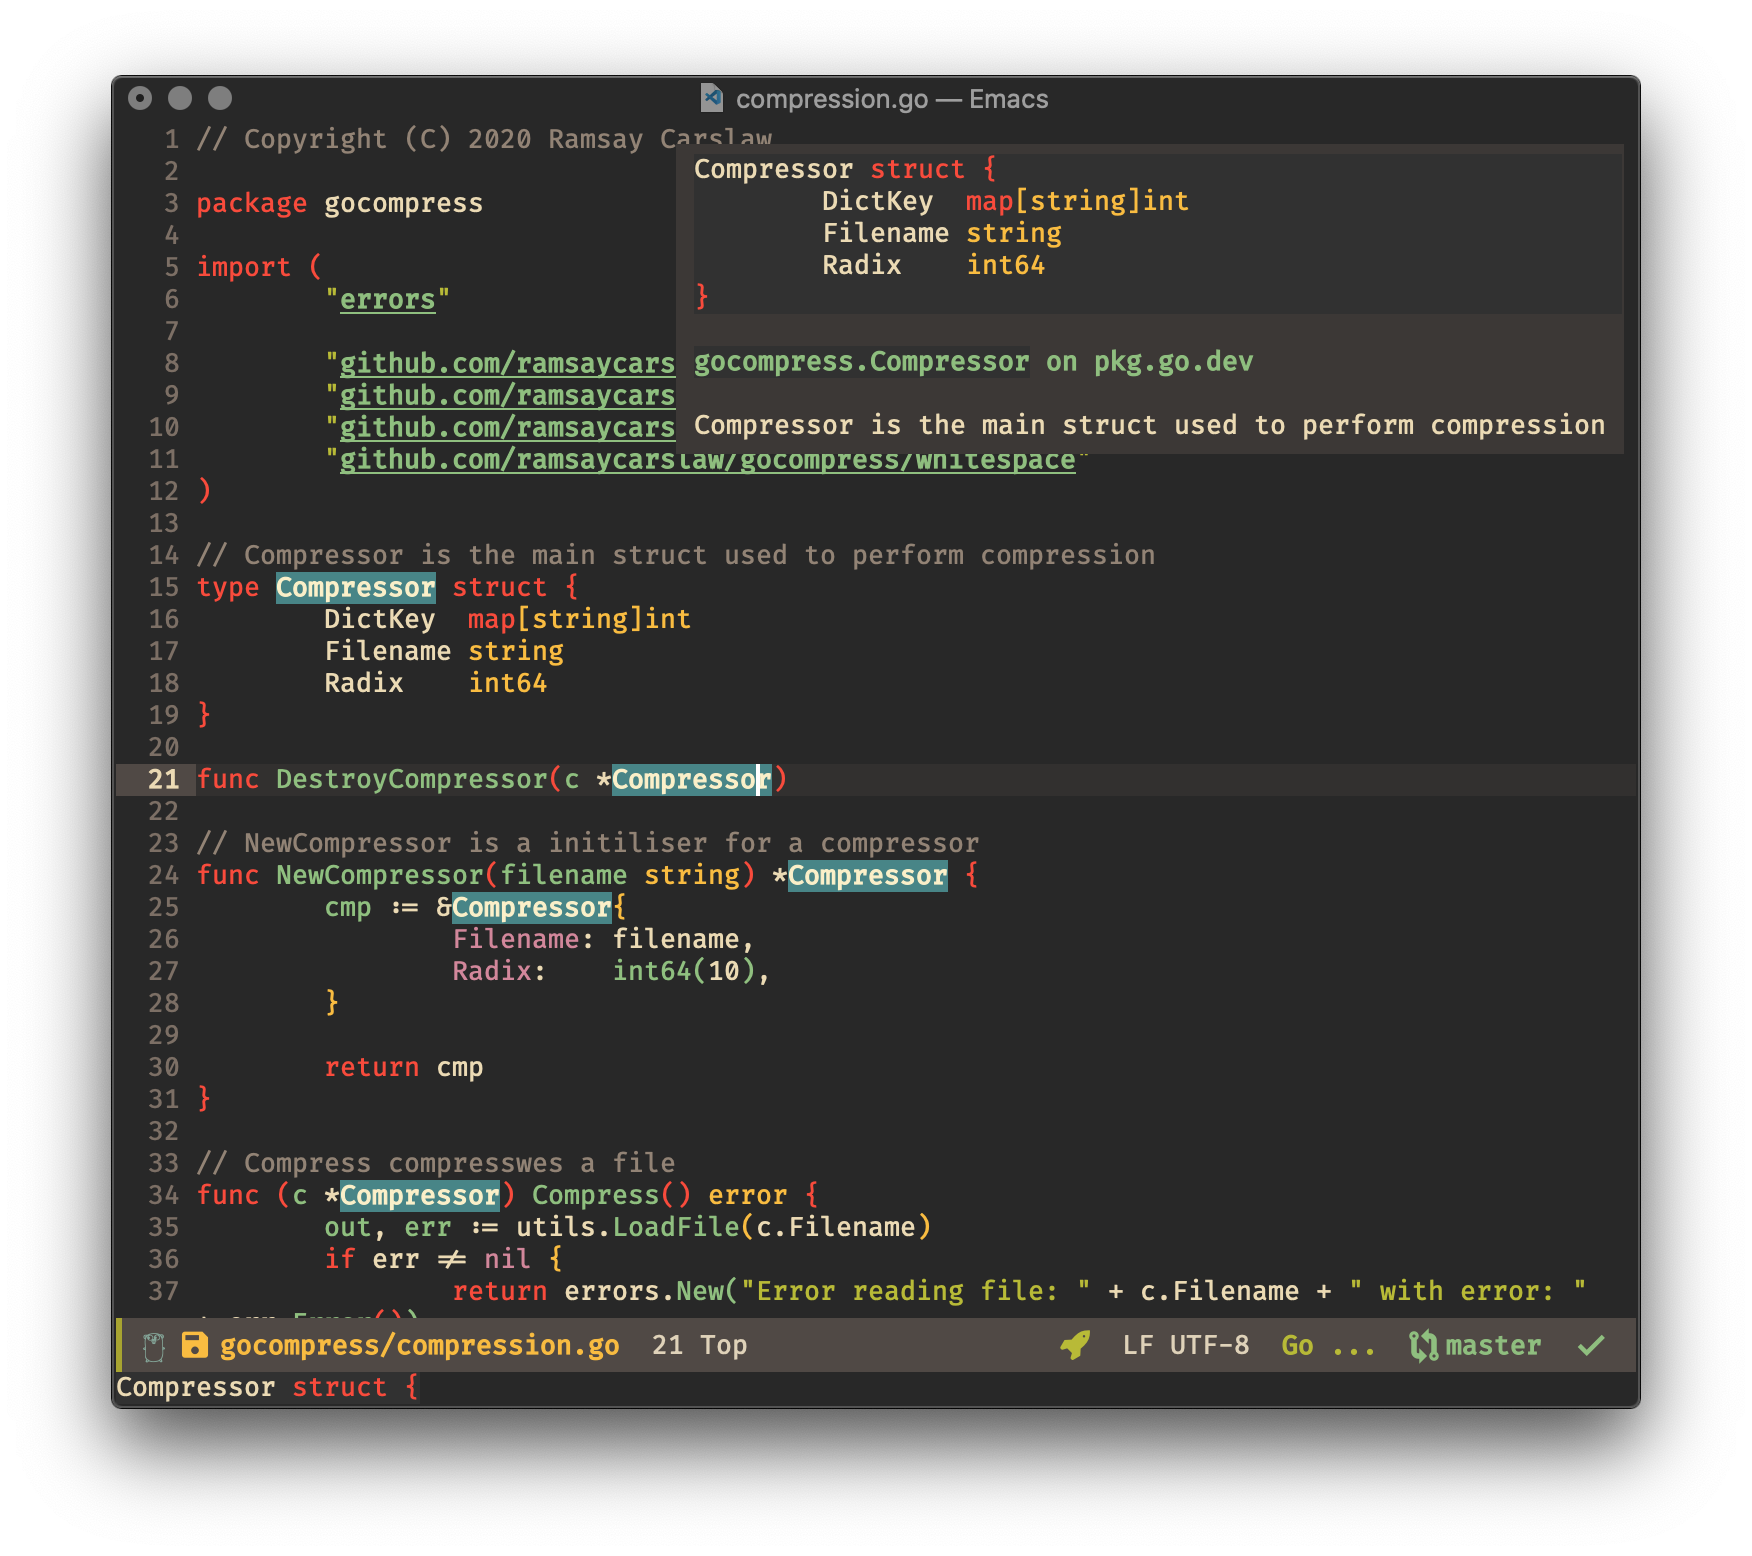 compression.go — Emacs
1 // Copyright (C) 2020 Ramsay Carslaw
2
3 package gocompress
4
5 import (
6 "errors"
7
8 "github.com/ramsaycars
9 "github.com/ramsaycars
10 "github.com/ramsaycars
11 "github.com/ramsaycarslaw/gocompress/whitespace"
12 )
13
14 // Compressor is the main struct used to perform compression
15 type Compressor struct {
16 DictKey  map[string]int
17 Filename string
18 Radix    int64
19 }
20
21 func DestroyCompressor(c *Compressor)
22
23 // NewCompressor is a initiliser for a compressor
24 func NewCompressor(filename string) *Compressor {
25 cmp := &Compressor{
26 Filename: filename,
27 Radix:    int64(10),
28 }
29
30 return cmp
31 }
32
33 // Compress compresswes a file
34 func (c *Compressor) Compress() error {
35 out, err := utils.LoadFile(c.Filename)
36 if err != nil {
37 return errors.New("Error reading file: " + c.Filename + " with error: "
Compressor struct {
DictKey  map[string]int
Filename string
Radix    int64
}
gocompress.Compressor on pkg.go.dev
Compressor is the main struct used to perform compression
gocompress/compression.go 21 Top LF UTF-8 Go ... master
Compressor struct {